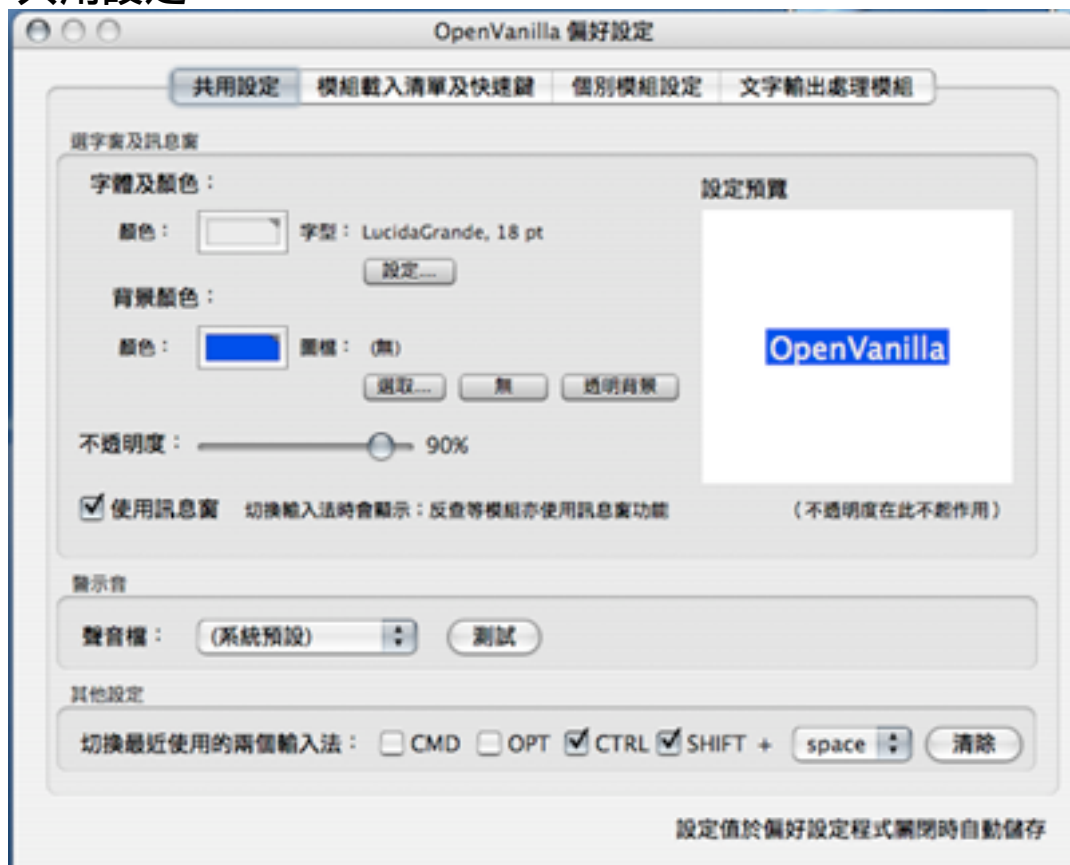 共用設定
OpenVanilla 偏好設定
共用設定 模組載入清單及快速鍵 個別模組設定 文字輸出處理模組
選字窗及訊息窗
字體及顏色：
設定預覽
顏色： 字型： LucidaGrande, 18 pt
設定...
背景顏色：
顏色： 圖檔： (無)
OpenVanilla
選取... 無 透明背景
不透明度： 90%
使用訊息窗 切換輸入法時會顯示；反查等模組亦使用訊息窗功能
（不透明度在此不起作用）
警示音
聲音檔： (系統預設) 測試
其他設定
切換最近使用的兩個輸入法： CMD OPT CTRL SHIFT + space 清除
設定值於偏好設定程式關閉時自動儲存